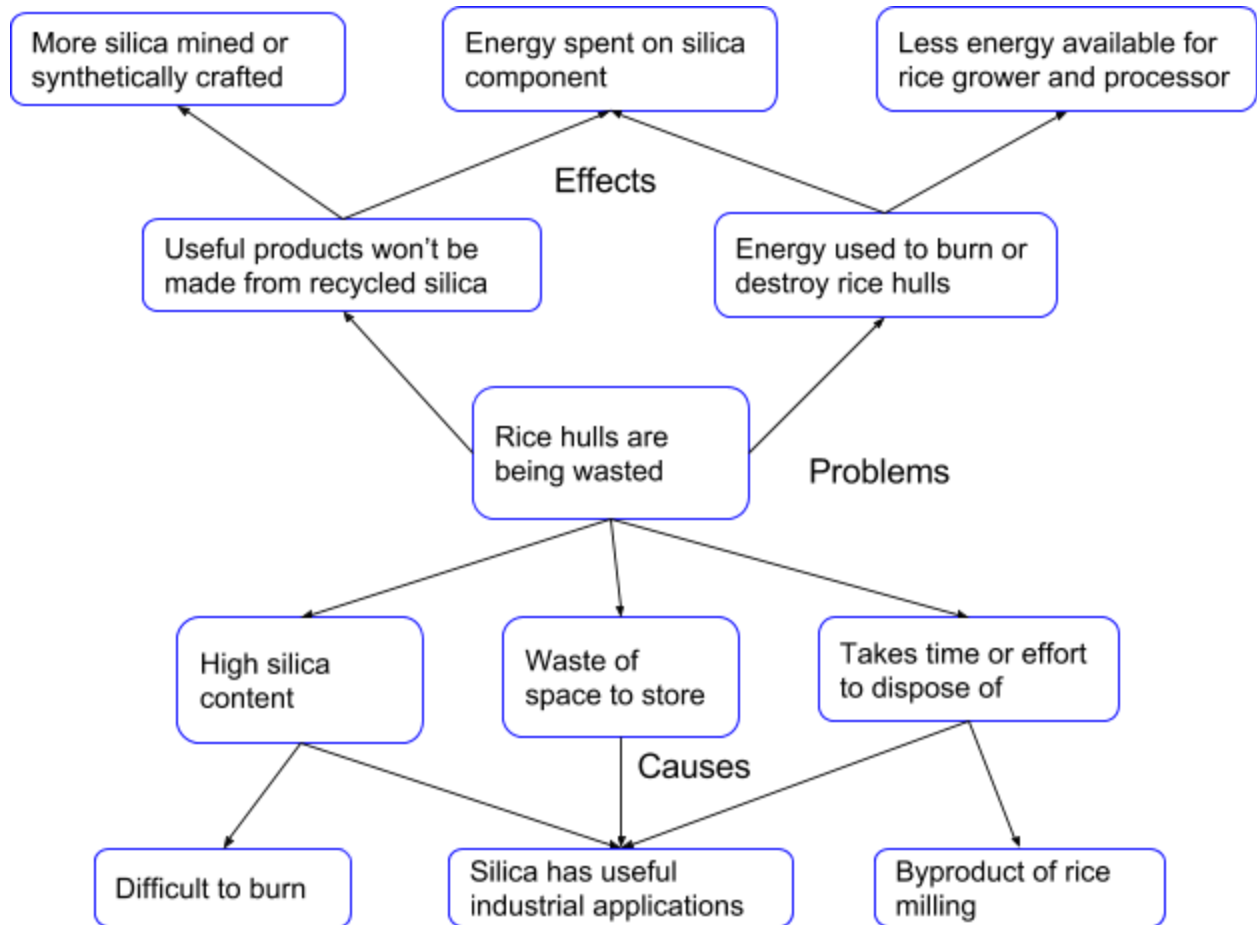 More silica mined or
synthetically crafted
Energy spent on silica
component
Less energy available for
rice grower and processor
Effects
Useful products won't be
made from recycled silica
Energy used to burn or
destroy rice hulls
Rice hulls are
being wasted
Problems
High silica
content
Waste of
space to store
Takes time or effort
to dispose of
Causes
Difficult to burn
Silica has useful
industrial applications
Byproduct of rice
milling